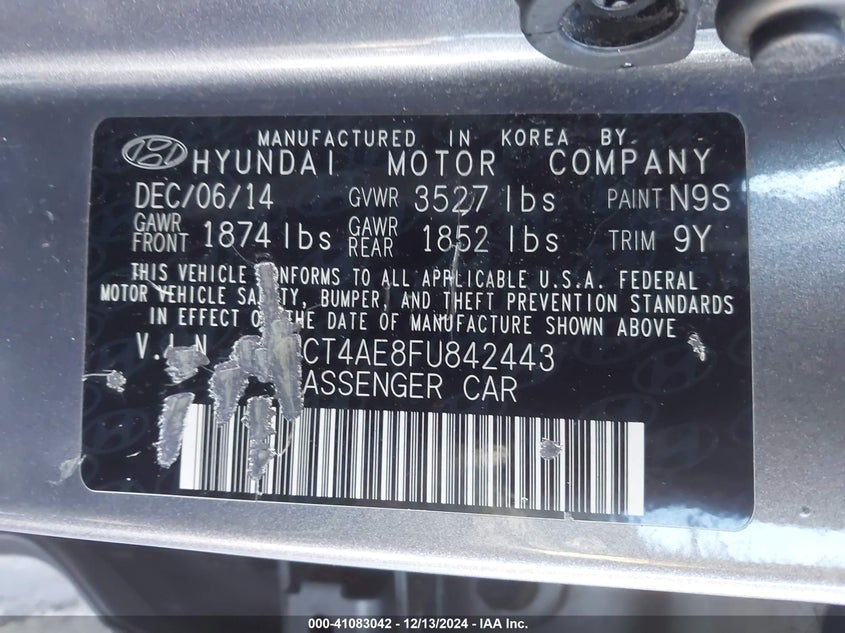 MANUFACTURED IN KOREA BY
HYUNDAI MOTOR COMPANY
DEC/06/14 GVWR 3527 lbs PAINT N9S
GAWR FRONT 1874 lbs GAWR REAR 1852 lbs TRIM 9Y
THIS VEHICLE CONFORMS TO ALL APPLICABLE U.S.A. FEDERAL
MOTOR VEHICLE SAFETY, BUMPER, AND THEFT PREVENTION STANDARDS
IN EFFECT ON THE DATE OF MANUFACTURE SHOWN ABOVE
V.I.N CT4AE8FU842443
PASSENGER CAR
000-41083042 - 12/13/2024 - IAA Inc.